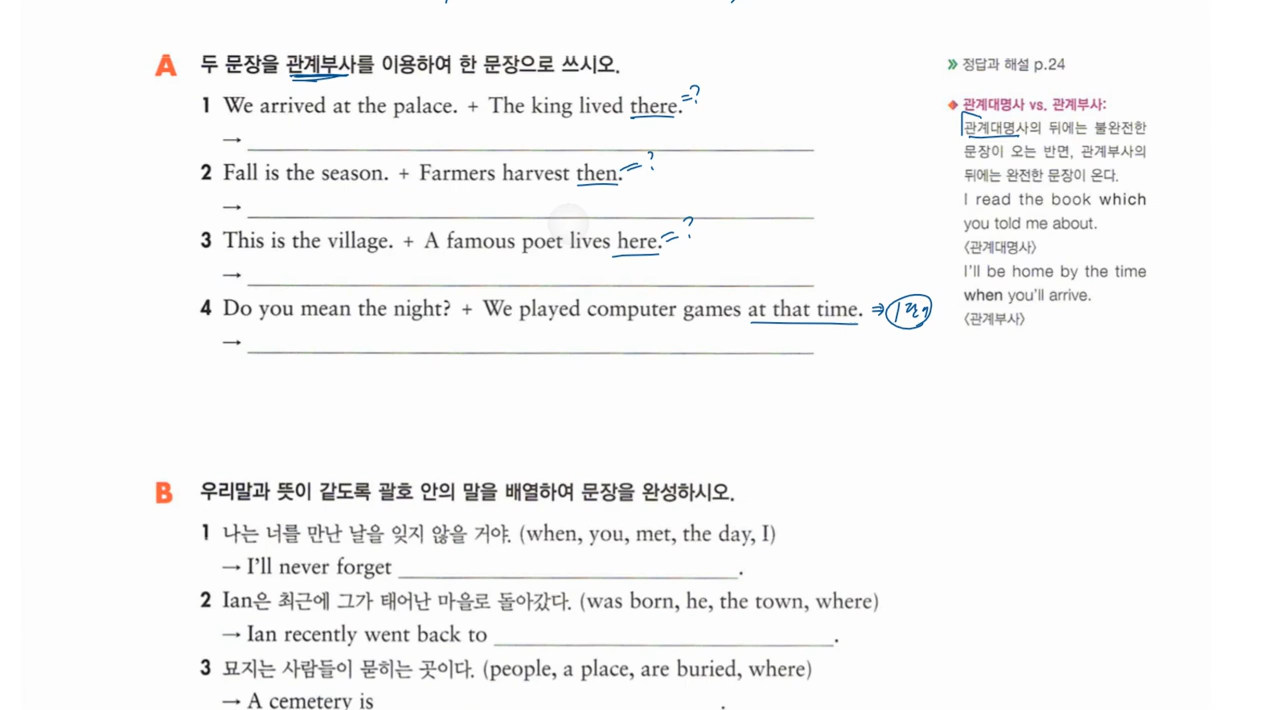 A 두 문장을 관계부사를 이용하여 한 문장으로 쓰시오.
1 We arrived at the palace. + The king lived there. =?
→
2 Fall is the season. + Farmers harvest then. =?
→
3 This is the village. + A famous poet lives here. =?
→
4 Do you mean the night? + We played computer games at that time. ⇒
→
» 정답과 해설 p.24
◆ 관계대명사 vs. 관계부사:
관계대명사의 뒤에는 불완전한
문장이 오는 반면, 관계부사의
뒤에는 완전한 문장이 온다.
I read the book which
you told me about.
〈관계대명사〉
I'll be home by the time
when you'll arrive.
〈관계부사〉
B 우리말과 뜻이 같도록 괄호 안의 말을 배열하여 문장을 완성하시오.
1 나는 너를 만난 날을 잊지 않을 거야. (when, you, met, the day, I)
→ I'll never forget .
2 Ian은 최근에 그가 태어난 마을로 돌아갔다. (was born, he, the town, where)
→ Ian recently went back to .
3 묘지는 사람들이 묻히는 곳이다. (people, a place, are buried, where)
→ A cemetery is .